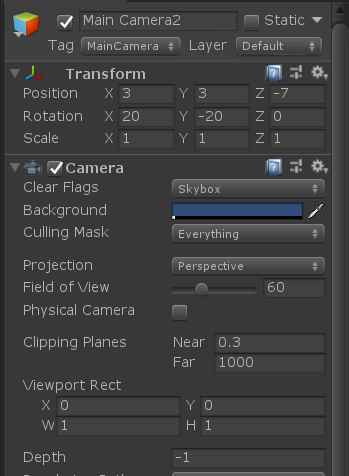 Main Camera2 Static
Tag MainCamera Layer Default
Transform
Position X 3 Y 3 Z -7
Rotation X 20 Y -20 Z 0
Scale X 1 Y 1 Z 1
Camera
Clear Flags Skybox
Background
Culling Mask Everything
Projection Perspective
Field of View 60
Physical Camera
Clipping Planes Near 0.3
Far 1000
Viewport Rect
X 0 Y 0
W 1 H 1
Depth -1